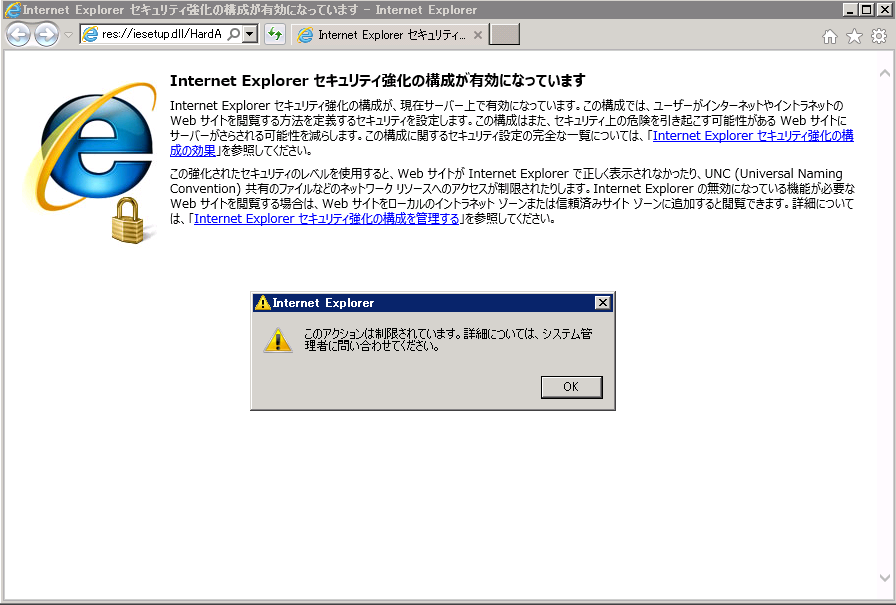 Internet Explorer セキュリティ強化の構成が有効になっています - Internet Explorer
res://iesetup.dll/HardA
Internet Explorer セキュリティ...
Internet Explorer セキュリティ強化の構成が有効になっています
Internet Explorer セキュリティ強化の構成が、現在サーバー上で有効になっています。この構成では、ユーザーがインターネットやイントラネットの
Web サイトを閲覧する方法を定義するセキュリティを設定します。この構成はまた、セキュリティ上の危険を引き起こす可能性がある Web サイトに
サーバーがさらされる可能性を減らします。この構成に関するセキュリティ設定の完全な一覧については、「Internet Explorer セキュリティ強化の構
成の効果」を参照してください。
この強化されたセキュリティのレベルを使用すると、Web サイトが Internet Explorer で正しく表示されなかったり、UNC (Universal Naming
Convention) 共有のファイルなどのネットワーク リソースへのアクセスが制限されたりします。Internet Explorer の無効になっている機能が必要な
Web サイトを閲覧する場合は、Web サイトをローカルのイントラネット ゾーンまたは信頼済みサイト ゾーンに追加すると閲覧できます。詳細について
は、「Internet Explorer セキュリティ強化の構成を管理する」を参照してください。
Internet Explorer
このアクションは制限されています。詳細については、システム管
理者に問い合わせてください。
OK